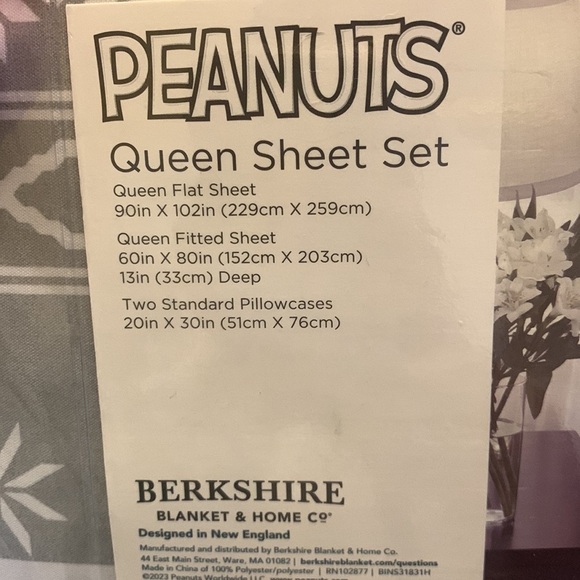 PEANUTS®
Queen Sheet Set
Queen Flat Sheet
90in X 102in (229cm X 259cm)
Queen Fitted Sheet
60in X 80in (152cm X 203cm)
13in (33cm) Deep
Two Standard Pillowcases
20in X 30in (51cm X 76cm)
BERKSHIRE
BLANKET & HOME Co®
Designed in New England
Manufactured and distributed by Berkshire Blanket & Home Co.
44 East Main Street, Ware, MA 01082 | berkshireblanket.com/questions
Made in China of 100% Polyester/polyester | RN102877 | BINS31831H
©2023 Peanuts Worldwide LLC